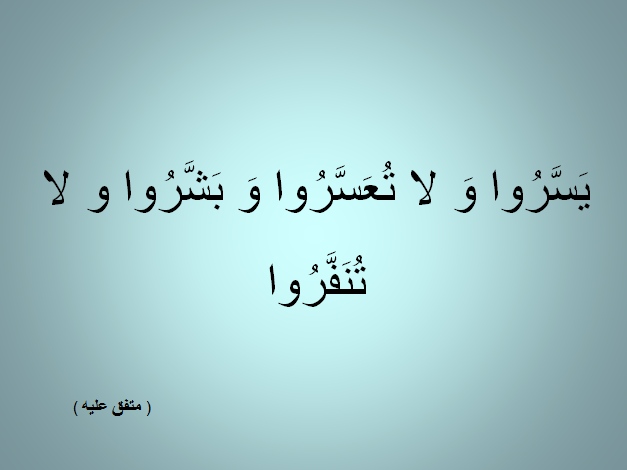 يَسَّرُوا وَ لا تُعَسَّرُوا وَ بَشَّرُوا و لا
تُنَفَّرُوا
( متفق عليه )